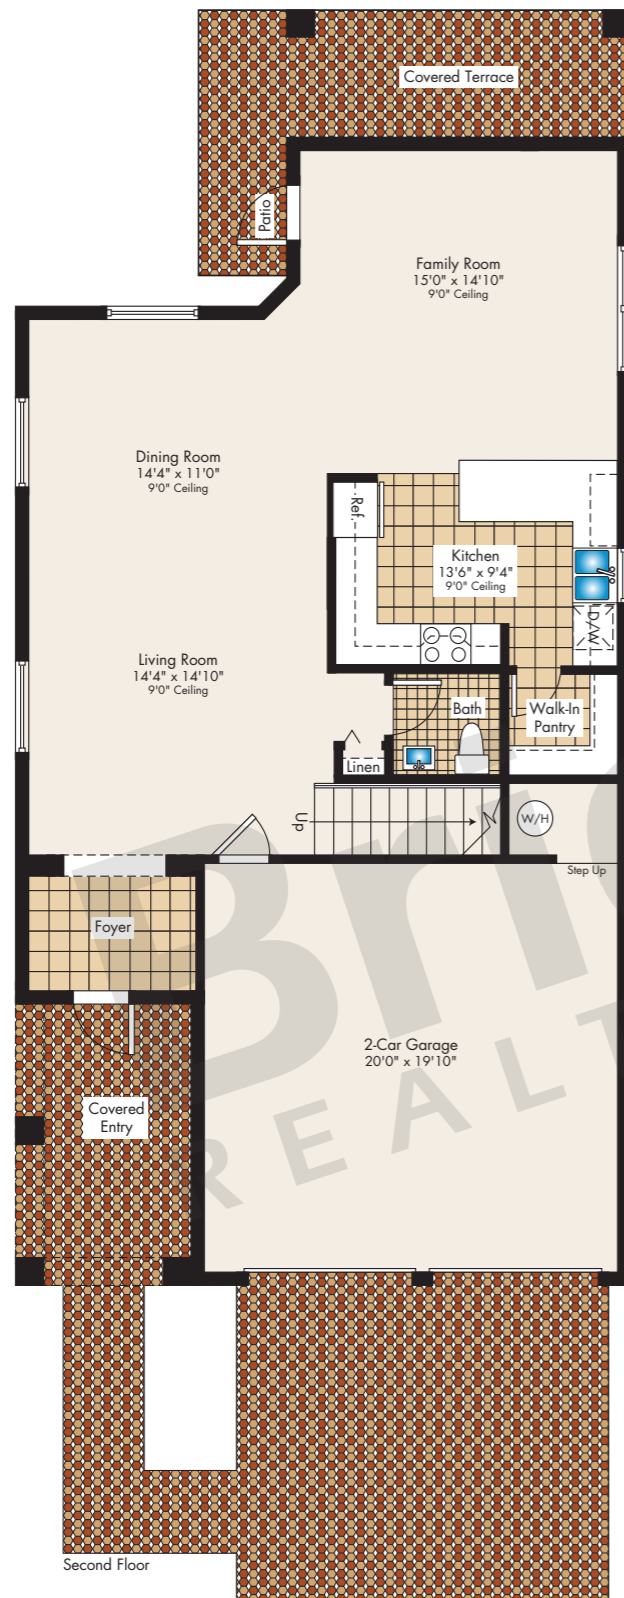 Covered Terrace
Patio
Family Room
15'0" x 14'10"
9'0" Ceiling
Dining Room
14'4" x 11'0"
9'0" Ceiling
Ref.
Kitchen
13'6" x 9'4"
9'0" Ceiling
D/W
Living Room
14'4" x 14'10"
9'0" Ceiling
Bath
Walk-In
Pantry
Linen
Up
W/H
Step Up
Foyer
2-Car Garage
20'0" x 19'10"
Covered
Entry
Bri
REALT
Second Floor